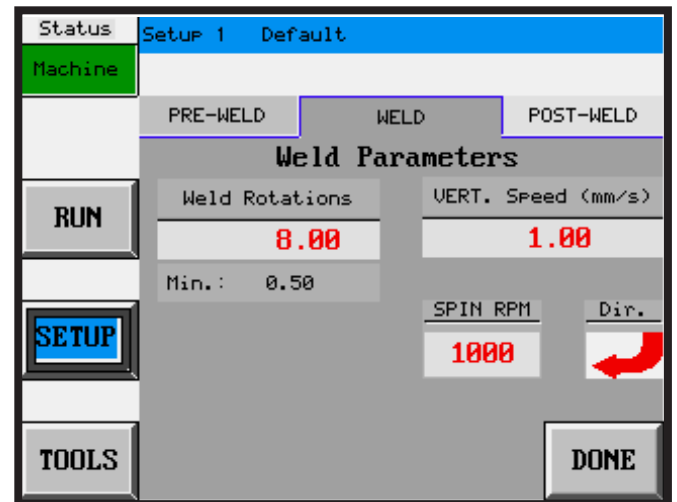 Status
Setup 1 Default
Machine
PRE-WELD WELD POST-WELD
Weld Parameters
Weld Rotations VERT. Speed (mm/s)
RUN
8.00 1.00
Min.: 0.50
SPIN RPM Dir.
SETUP
1000
TOOLS DONE